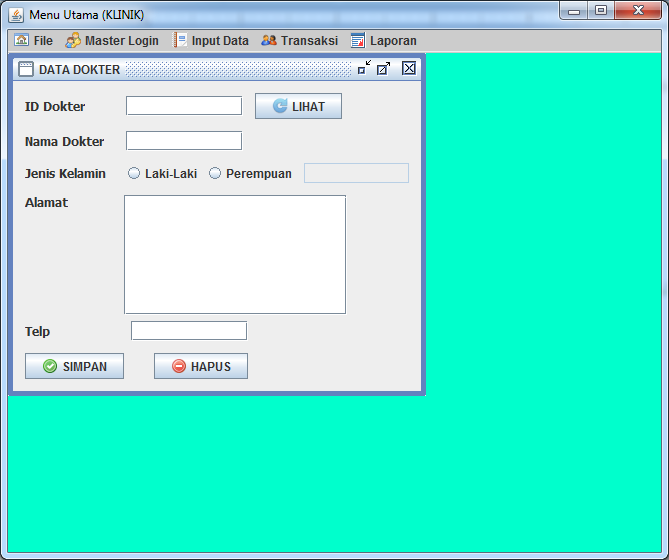 Menu Utama (KLINIK)
File Master Login Input Data Transaksi Laporan
DATA DOKTER
ID Dokter LIHAT
Nama Dokter
Jenis Kelamin Laki-Laki Perempuan
Alamat
Telp
SIMPAN HAPUS